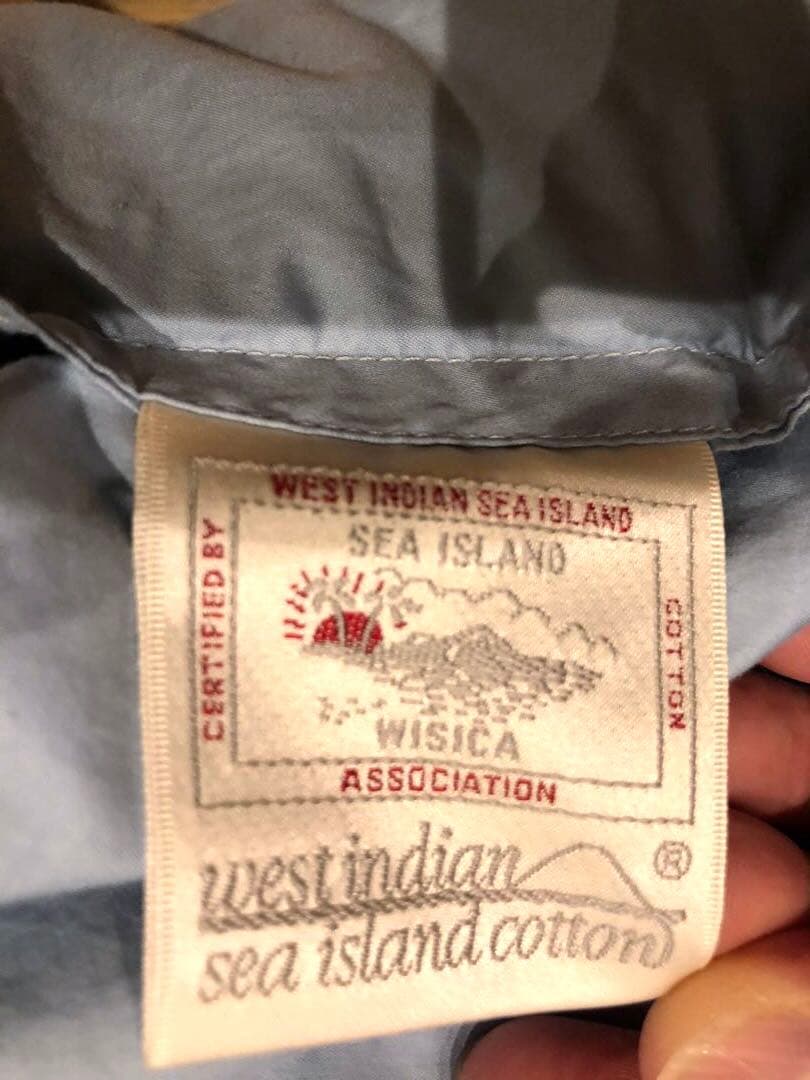 CERTIFIED BY
WEST INDIAN SEA ISLAND
COTTON
ASSOCIATION
SEA ISLAND
WISICA
west indian
sea island cotton
®